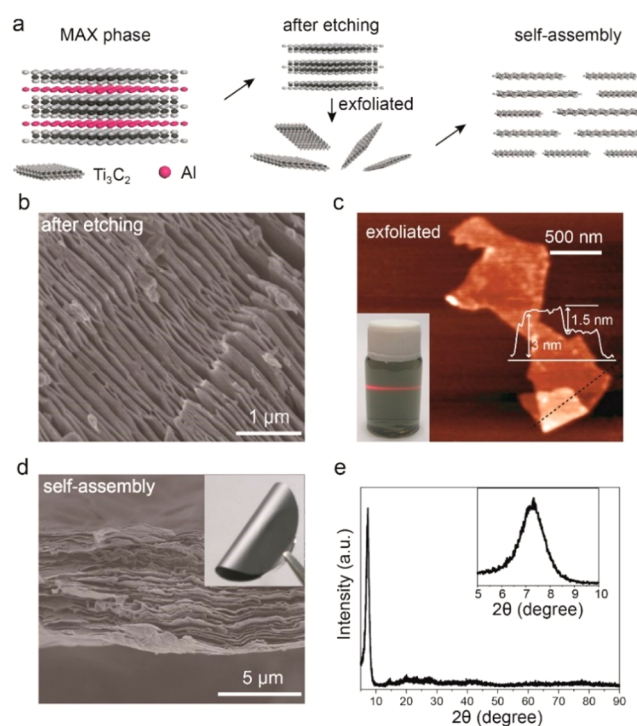 a
MAX phase
after etching
self-assembly
exfoliated
Ti₃C₂
Al
b
after etching
1 μm
c
exfoliated
500 nm
1.5 nm
3 nm
d
self-assembly
5 μm
e
Intensity (a.u.)
5 6 7 8 9 10
2θ (degree)
10 20 30 40 50 60 70 80 90
2θ (degree)